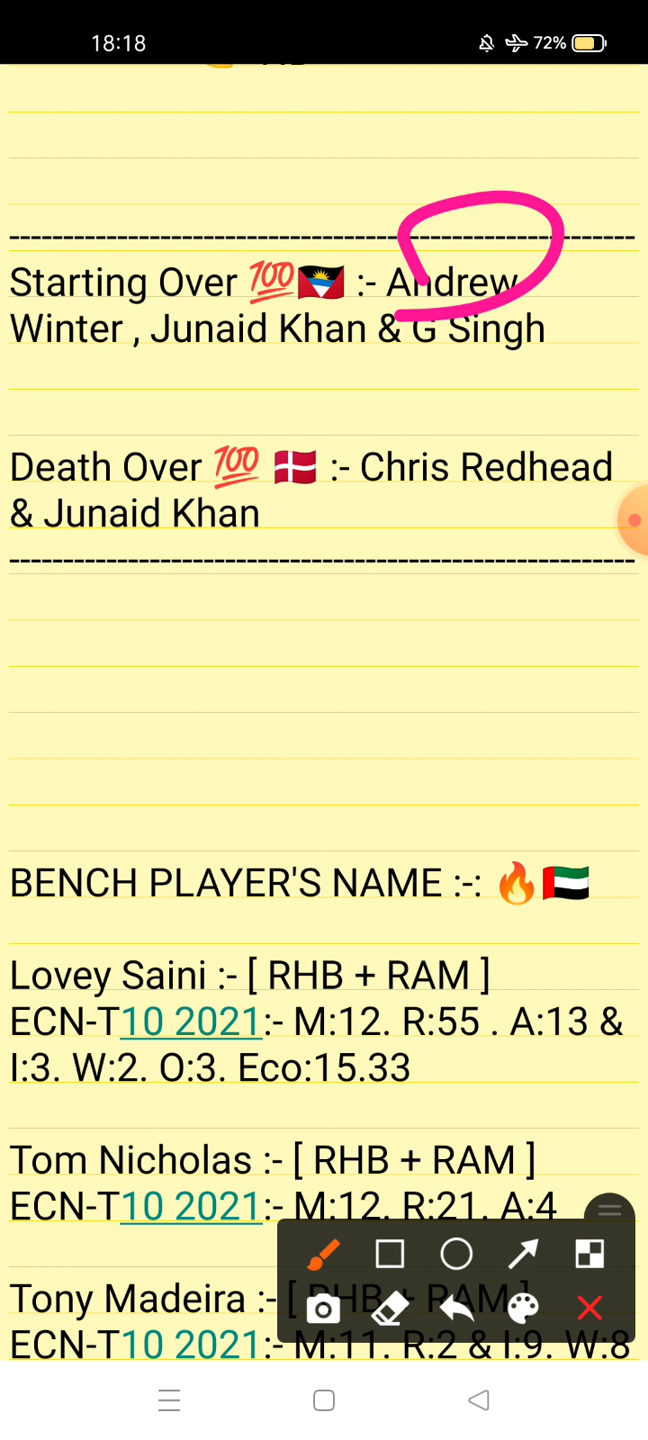 18:18 72%
Starting Over 💯🇦🇬 :- Andrew
Winter , Junaid Khan & G Singh
Death Over 💯 🇩🇰 :- Chris Redhead
& Junaid Khan
BENCH PLAYER'S NAME :-: 🔥🇦🇪
Lovey Saini :- [ RHB + RAM ]
ECN-T10 2021:- M:12. R:55 . A:13 &
I:3. W:2. O:3. Eco:15.33
Tom Nicholas :- [ RHB + RAM ]
ECN-T10 2021:- M:12. R:21. A:4
Tony Madeira :- [ RHB + RAM ]
ECN-T10 2021:- M:11. R:2 & I:9. W:8